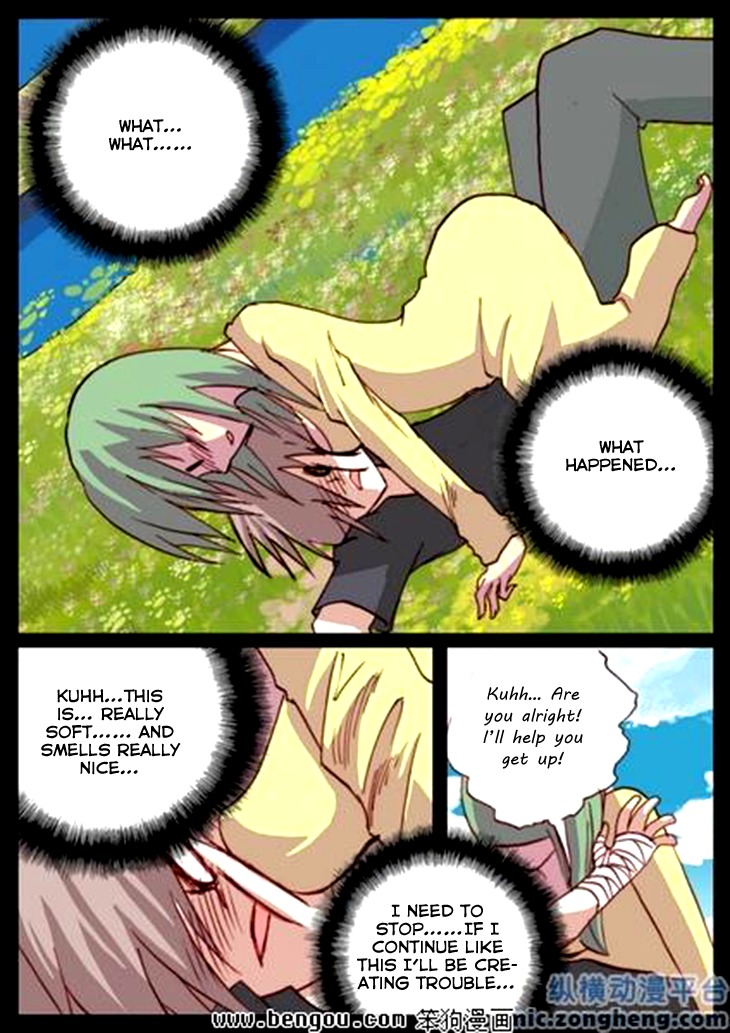 WHAT...
WHAT......
WHAT
HAPPENED...
KUHH...THIS
IS... REALLY
SOFT...... AND
SMELLS REALLY
NICE...
Kuhh... Are
you alright!
I'll help you
get up!
I NEED TO
STOP......IF I
CONTINUE LIKE
THIS I'LL BE CRE-
ATING TROUBLE...
纵横动漫平台
www.bengou.com 笨狗漫画
mic.zongheng.com